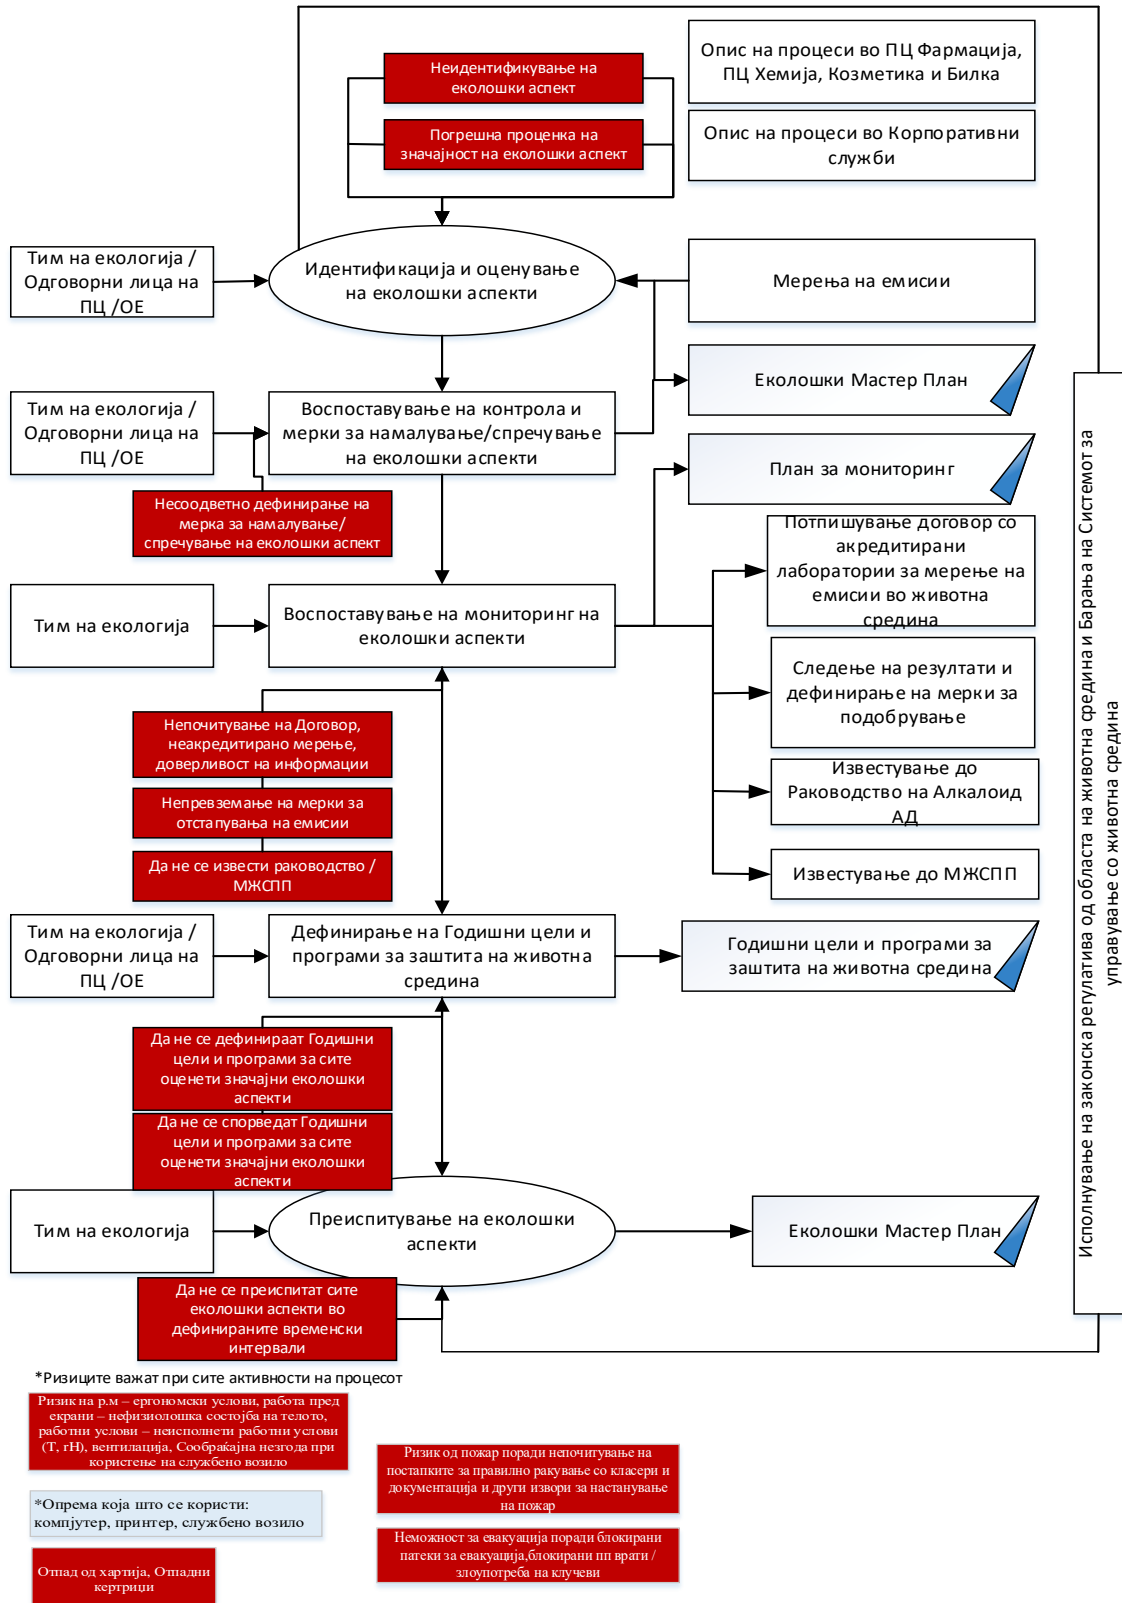 Неидентификување на
еколошки аспект
Погрешна проценка на
значајност на еколошки аспект
Опис на процеси во ПЦ Фармација,
ПЦ Хемија, Козметика и Билка
Опис на процеси во Корпоративни
служби
Тим на екологија /
Одговорни лица на
ПЦ /ОЕ
Идентификација и оценување
на еколошки аспекти
Мерења на емисии
Еколошки Мастер План
Тим на екологија /
Одговорни лица на
ПЦ /ОЕ
Воспоставување на контрола и
мерки за намалување/спречување
на еколошки аспекти
План за мониторинг
Несоодветно дефинирање на
мерка за намалување/
спречување на еколошки аспект
Потпишување договор со
акредитирани
лаборатории за мерење на
емисии во животна
средина
Тим на екологија
Воспоставување на мониторинг на
еколошки аспекти
Следење на резултати и
дефинирање на мерки за
подобрување
Непочитување на Договор,
неакредитирано мерење,
доверливост на информации
Непревземање на мерки за
отстапувања на емисии
Да не се извести раководство /
МЖСПП
Известување до
Раководство на Алкалоид
АД
Известување до МЖСПП
Исполнување на законска регулатива од областа на животна средина и Барања на Системот за
управување со животна средина
Тим на екологија /
Одговорни лица на
ПЦ /ОЕ
Дефинирање на Годишни цели и
програми за заштита на животна
средина
Годишни цели и програми за
заштита на животна средина
Да не се дефинираат Годишни
цели и програми за сите
оценети значајни еколошки
аспекти
Да не се спорведат Годишни
цели и програми за сите
оценети значајни еколошки
аспекти
Тим на екологија
Преиспитување на еколошки
аспекти
Еколошки Мастер План
Да не се преиспитат сите
еколошки аспекти во
дефинираните временски
интервали
*Ризиците важат при сите активности на процесот
Ризик на р.м – ергономски услови, работа пред
екрани – нефизиолошка состојба на телото,
работни услови – неисполнети работни услови
(T, rH), вентилација, Сообраќајна незгода при
користење на службено возило
*Опрема која што се користи:
компјутер, принтер, службено возило
Отпад од хартија, Отпадни
кертриџи
Ризик од пожар поради непочитување на
постапките за правилно ракување со класери и
документација и други извори за настанување
на пожар
Неможност за евакуација поради блокирани
патеки за евакуација,блокирани пп врати /
злоупотреба на клучеви